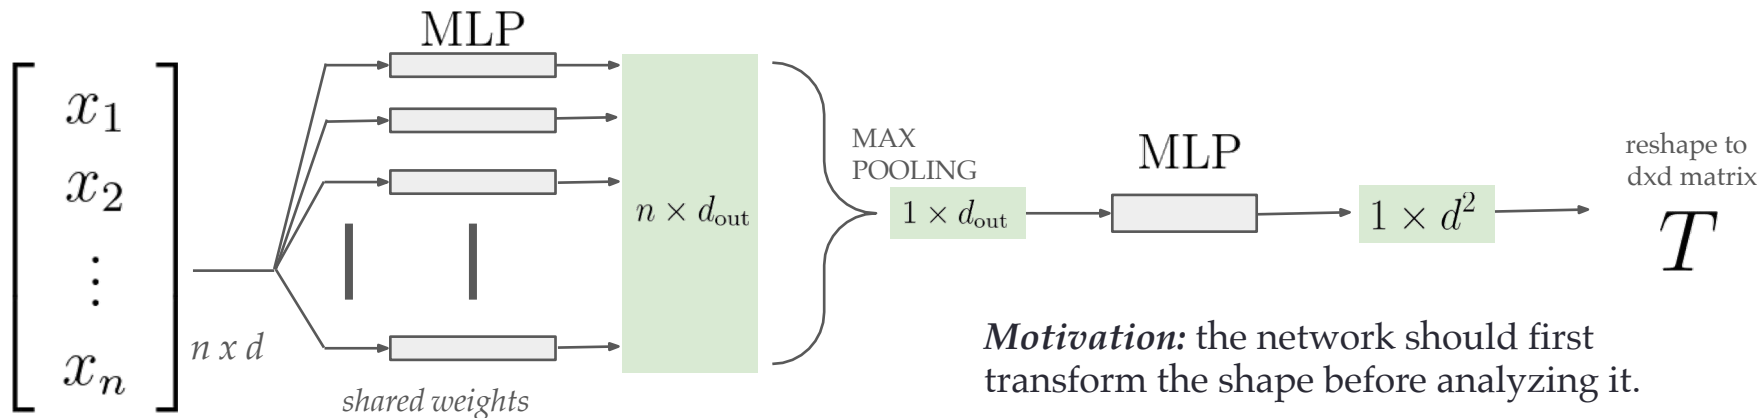 MLP
x_1
x_2
⋮
x_n
n x d
shared weights
n × d_out
MAX
POOLING
1 × d_out
MLP
1 × d^2
reshape to
dxd matrix
T
Motivation: the network should first
transform the shape before analyzing it.